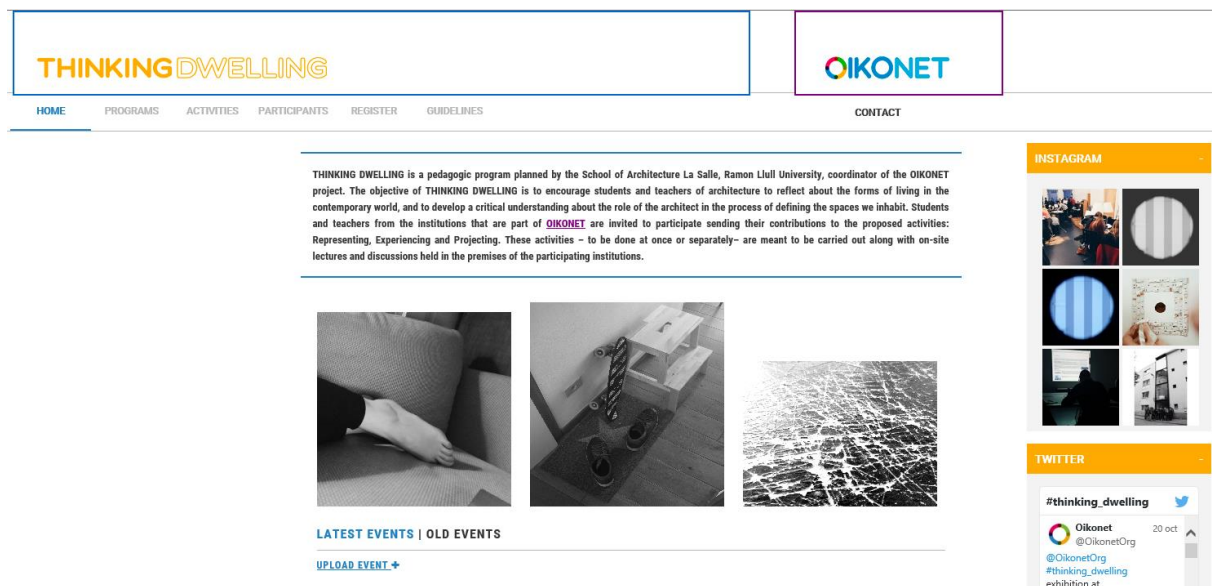 THINKING DWELLING
OIKONET
HOME PROGRAMS ACTIVITIES PARTICIPANTS REGISTER GUIDELINES CONTACT
THINKING DWELLING is a pedagogic program planned by the School of Architecture La Salle, Ramon Llull University, coordinator of the OIKONET
project. The objective of THINKING DWELLING is to encourage students and teachers of architecture to reflect about the forms of living in the
contemporary world, and to develop a critical understanding about the role of the architect in the process of defining the spaces we inhabit. Students
and teachers from the institutions that are part of OIKONET are invited to participate sending their contributions to the proposed activities:
Representing, Experiencing and Projecting. These activities – to be done at once or separately– are meant to be carried out along with on-site
lectures and discussions held in the premises of the participating institutions.
LATEST EVENTS | OLD EVENTS
UPLOAD EVENT +
INSTAGRAM -
TWITTER -
#thinking_dwelling
Oikonet 20 oct
@OikonetOrg
@OikonetOrg
#thinking_dwelling
exhibition at